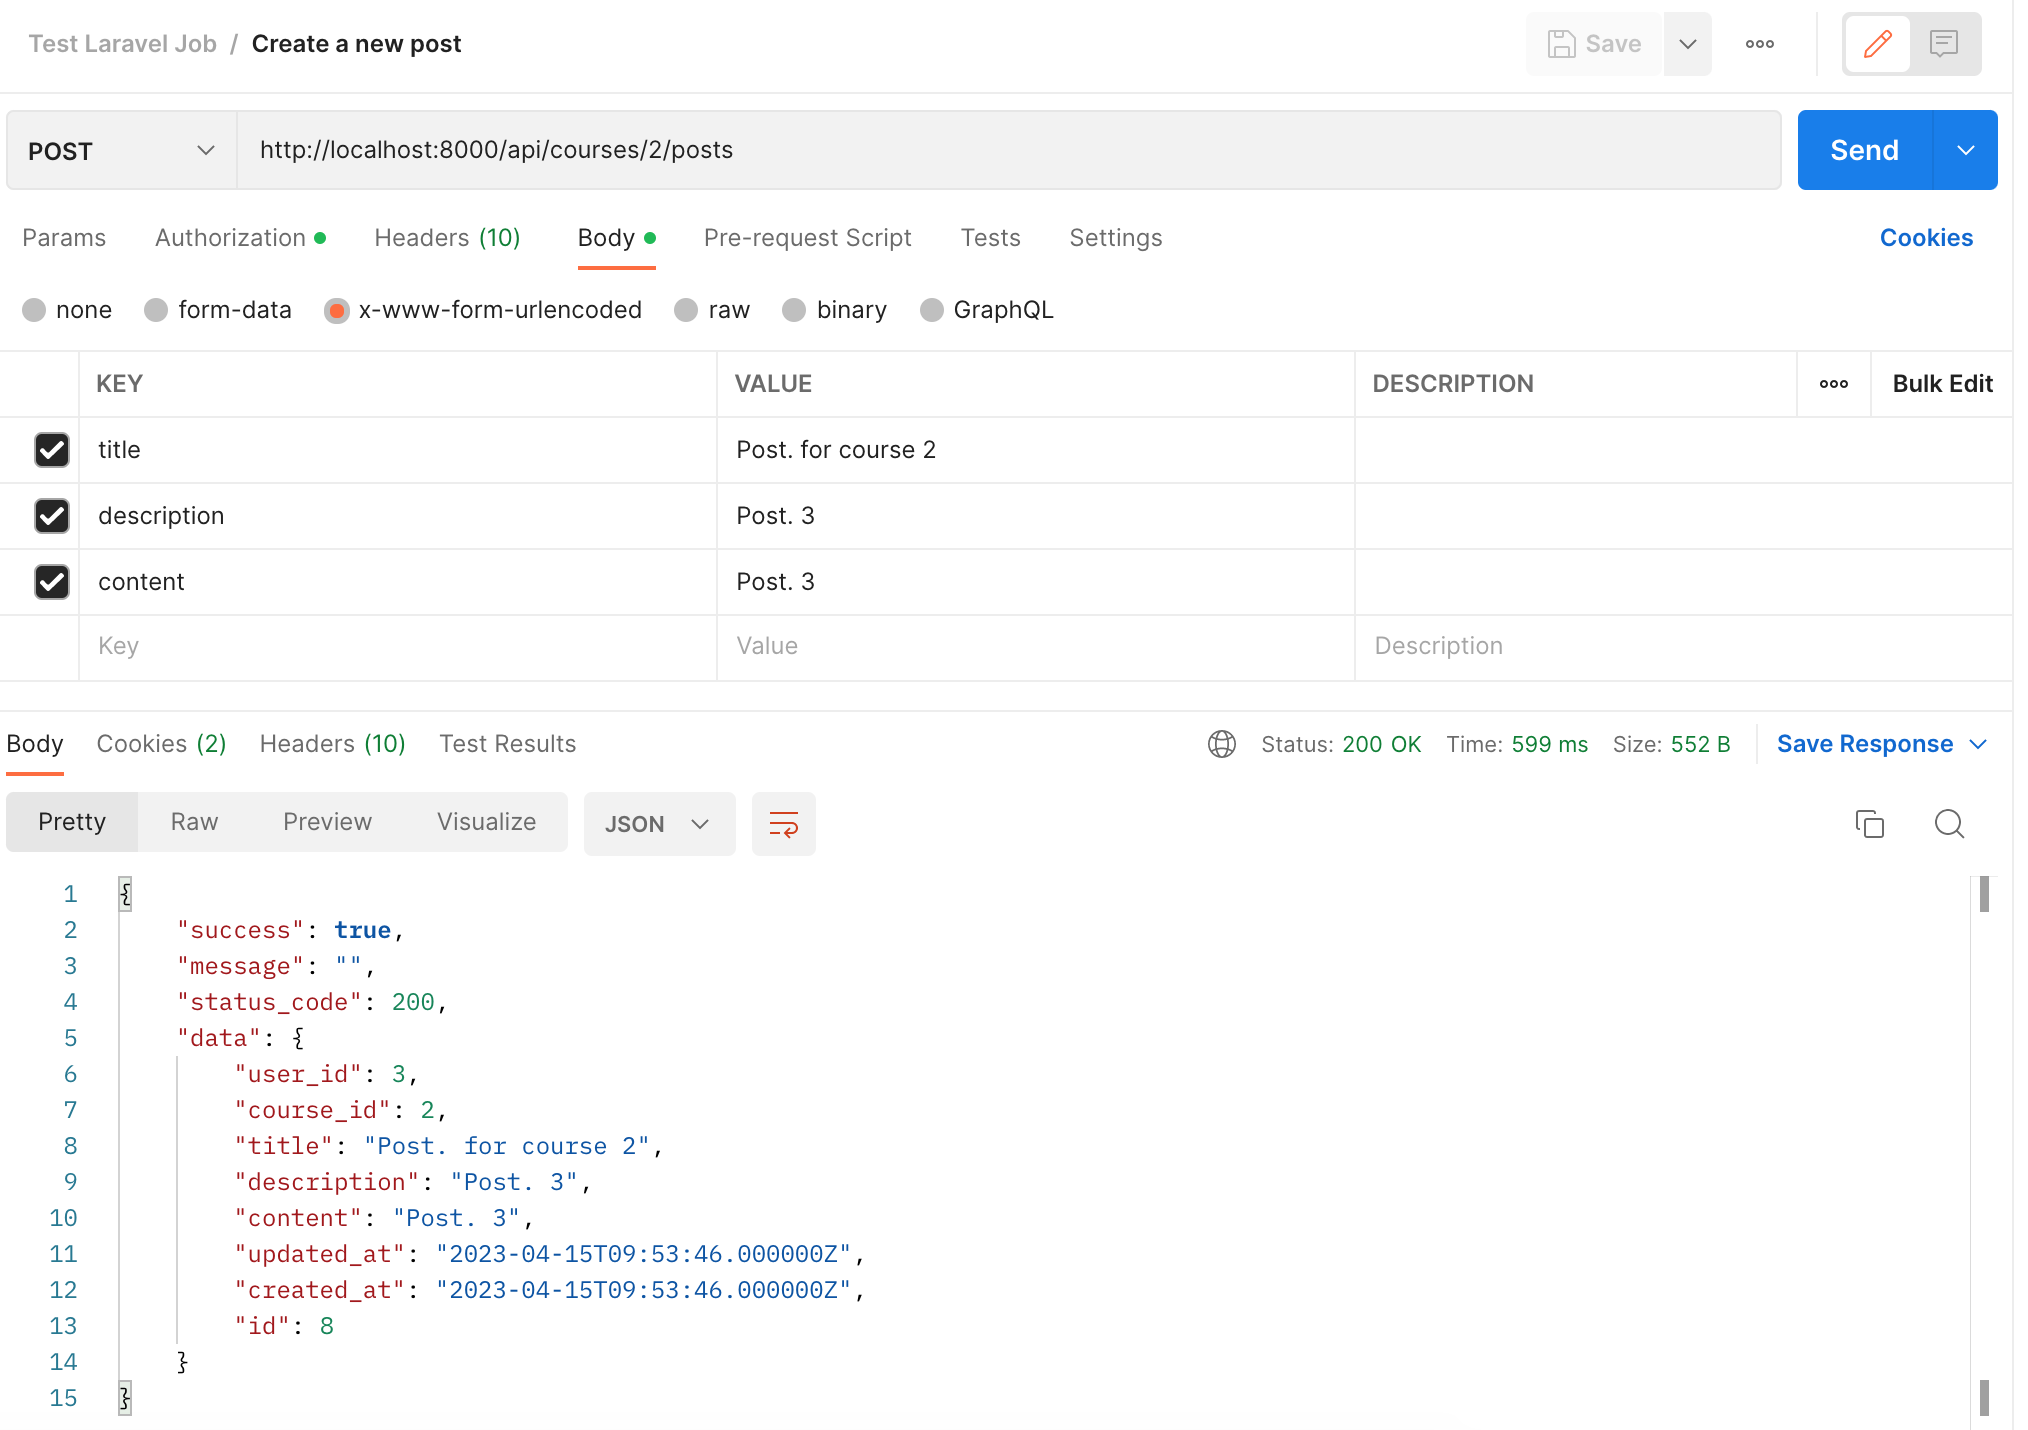 Test Laravel Job / Create a new post
Save
POST
http://localhost:8000/api/courses/2/posts
Send
Params Authorization Headers (10) Body Pre-request Script Tests Settings Cookies
none form-data x-www-form-urlencoded raw binary GraphQL
KEY VALUE DESCRIPTION Bulk Edit
title Post. for course 2
description Post. 3
content Post. 3
Key Value Description
Body Cookies (2) Headers (10) Test Results Status: 200 OK Time: 599 ms Size: 552 B Save Response
Pretty Raw Preview Visualize JSON
1 {
2 "success": true,
3 "message": "",
4 "status_code": 200,
5 "data": {
6 "user_id": 3,
7 "course_id": 2,
8 "title": "Post. for course 2",
9 "description": "Post. 3",
10 "content": "Post. 3",
11 "updated_at": "2023-04-15T09:53:46.000000Z",
12 "created_at": "2023-04-15T09:53:46.000000Z",
13 "id": 8
14 }
15 }